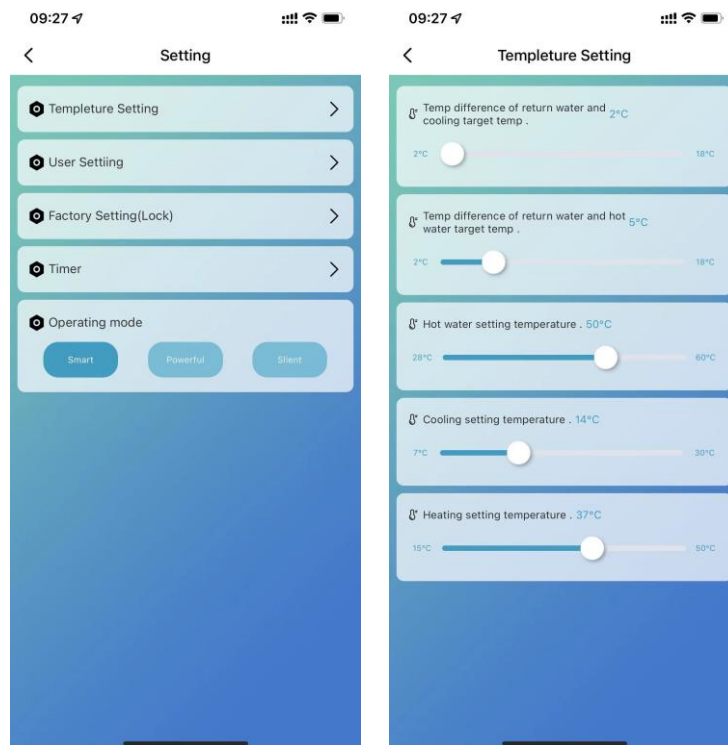 09:27
Setting
Templeture Setting
User Settiing
Factory Setting(Lock)
Timer
Operating mode
Smart
Powerful
Silent
09:27
Templeture Setting
Temp difference of return water and
cooling target temp .
2°C
2°C
18°C
Temp difference of return water and hot
water target temp .
5°C
2°C
18°C
Hot water setting temperature . 50°C
28°C
60°C
Cooling setting temperature . 14°C
7°C
30°C
Heating setting temperature . 37°C
15°C
50°C